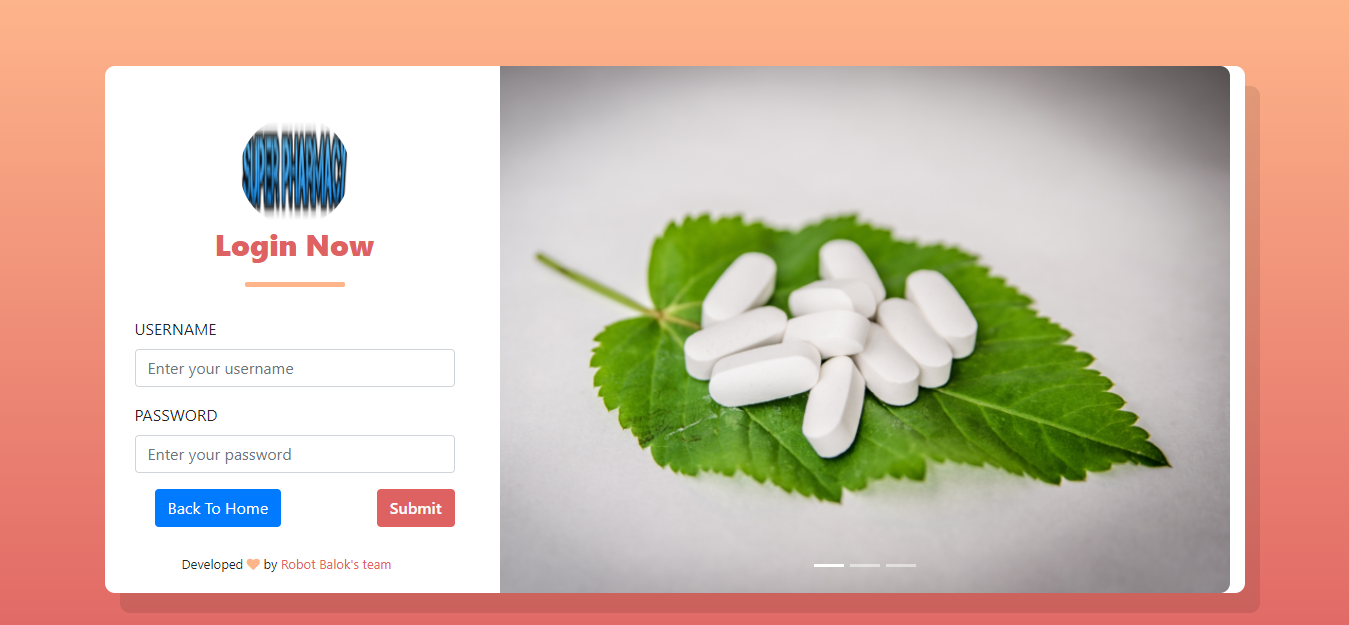 SUPER PHARMACY
Login Now
USERNAME
Enter your username
PASSWORD
Enter your password
Back To Home
Submit
Developed 🧡 by Robot Balok's team